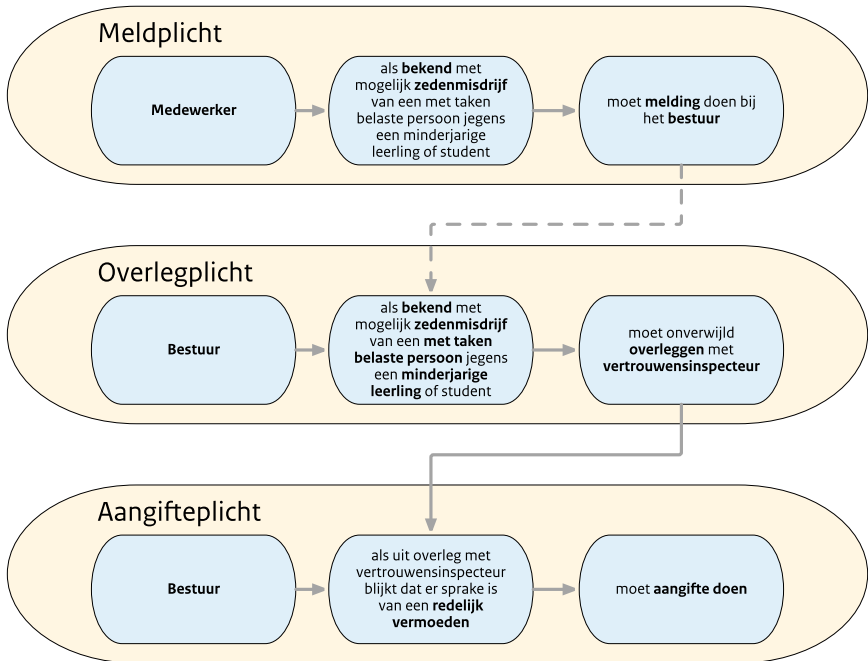 Meldplicht
Medewerker
als bekend met
mogelijk zedenmisdrijf
van een met taken
belaste persoon jegens
een minderjarige
leerling of student
moet melding doen bij
het bestuur
Overlegplicht
Bestuur
als bekend met
mogelijk zedenmisdrijf
van een met taken
belaste persoon jegens
een minderjarige
leerling of student
moet onverwijld
overleggen met
vertrouwensinspecteur
Aangifteplicht
Bestuur
als uit overleg met
vertrouwensinspecteur
blijkt dat er sprake is
van een redelijk
vermoeden
moet aangifte doen